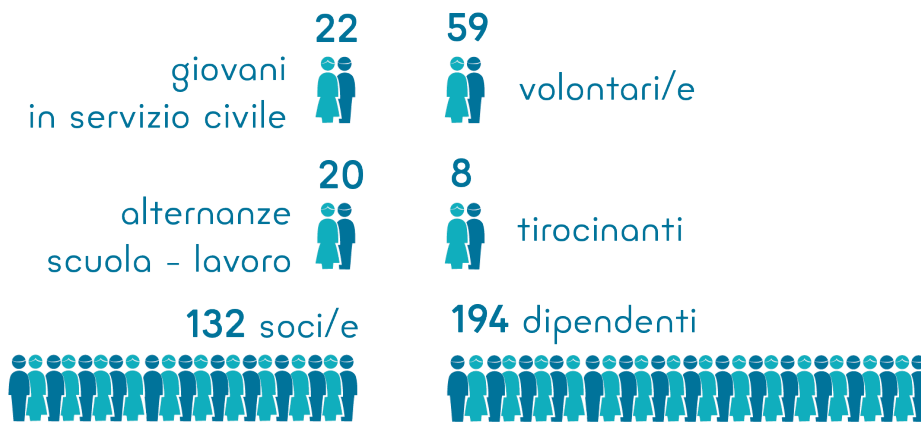 22
giovani
in servizio civile
59
volontari/e
20
alternanze
scuola - lavoro
8
tirocinanti
132 soci/e
194 dipendenti